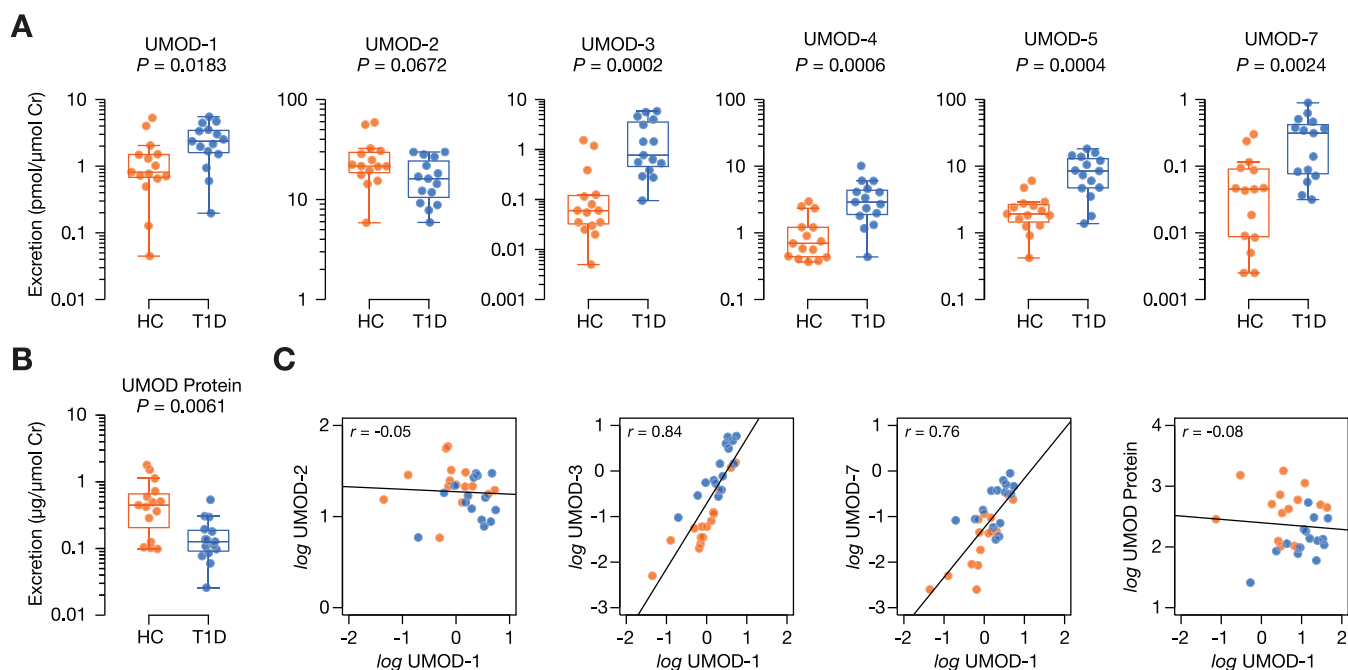 A
UMOD-1
P = 0.0183
UMOD-2
P = 0.0672
UMOD-3
P = 0.0002
UMOD-4
P = 0.0006
UMOD-5
P = 0.0004
UMOD-7
P = 0.0024
Excretion (pmol/µmol Cr)
10
1
0.1
0.01
HC T1D
100
10
1
HC T1D
10
1
0.1
0.01
0.001
HC T1D
100
10
1
0.1
HC T1D
100
10
1
0.1
HC T1D
1
0.1
0.01
0.001
HC T1D
B
UMOD Protein
P = 0.0061
Excretion (µg/µmol Cr)
10
1
0.1
0.01
HC T1D
C
r = -0.05
log UMOD-2
2
1
0
-2 -1 0 1
log UMOD-1
r = 0.84
log UMOD-3
1
0
-1
-2
-3
-2 -1 0 1 2
log UMOD-1
r = 0.76
log UMOD-7
1
0
-1
-2
-3
-2 -1 0 1 2
log UMOD-1
r = -0.08
log UMOD Protein
4
3
2
1
-2 -1 0 1 2
log UMOD-1